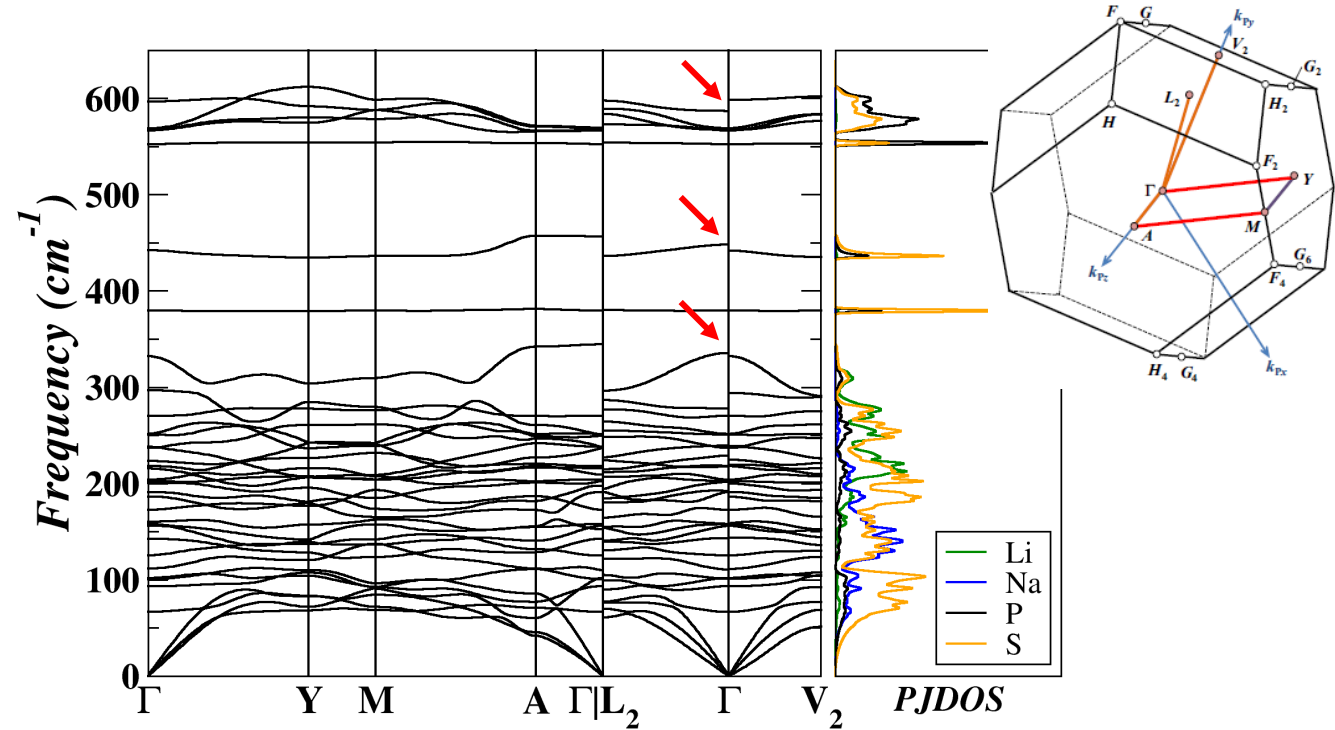 Frequency (cm-1)
600
500
400
300
200
100
0
Γ Y M A Γ|L2 Γ V2 PJDOS
Li
Na
P
S
F G kPy
V2
G2
L2
H2
H
F2
Γ Y
A M
kPz F4 G6
H4 G4 kPx